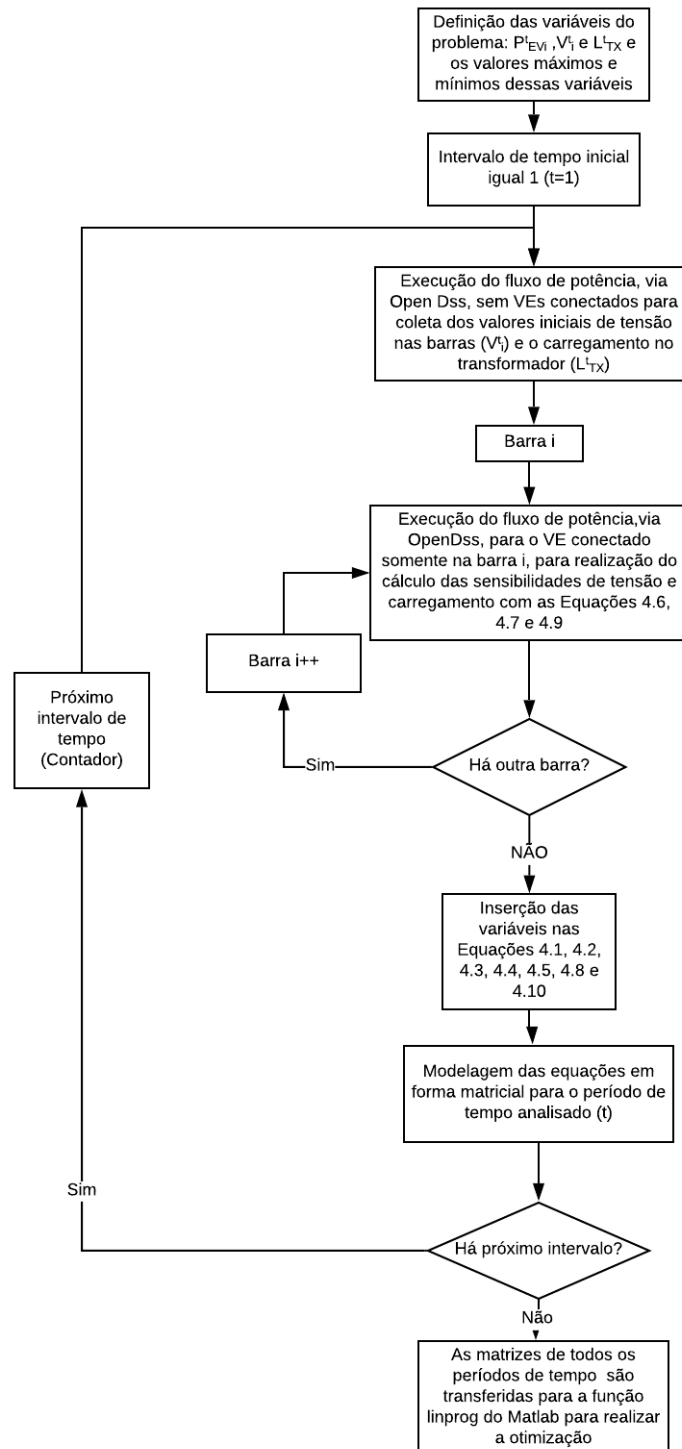 Definição das variáveis do
problema: PᵗEVi ,Vᵗi e LᵗTX e
os valores máximos e
mínimos dessas variáveis
Intervalo de tempo inicial
igual 1 (t=1)
Execução do fluxo de potência, via
Open Dss, sem VEs conectados para
coleta dos valores iniciais de tensão
nas barras (Vᵗi) e o carregamento no
transformador (LᵗTX)
Barra i
Execução do fluxo de potência,via
OpenDss, para o VE conectado
somente na barra i, para realização do
cálculo das sensibilidades de tensão e
carregamento com as Equações 4.6,
4.7 e 4.9
Barra i++
Próximo
intervalo de
tempo
(Contador)
Há outra barra?
Sim
NÃO
Inserção das
variáveis nas
Equações 4.1, 4.2,
4.3, 4.4, 4.5, 4.8 e
4.10
Modelagem das equações em
forma matricial para o período de
tempo analisado (t)
Sim
Há próximo intervalo?
Não
As matrizes de todos os
períodos de tempo são
transferidas para a função
linprog do Matlab para realizar
a otimização